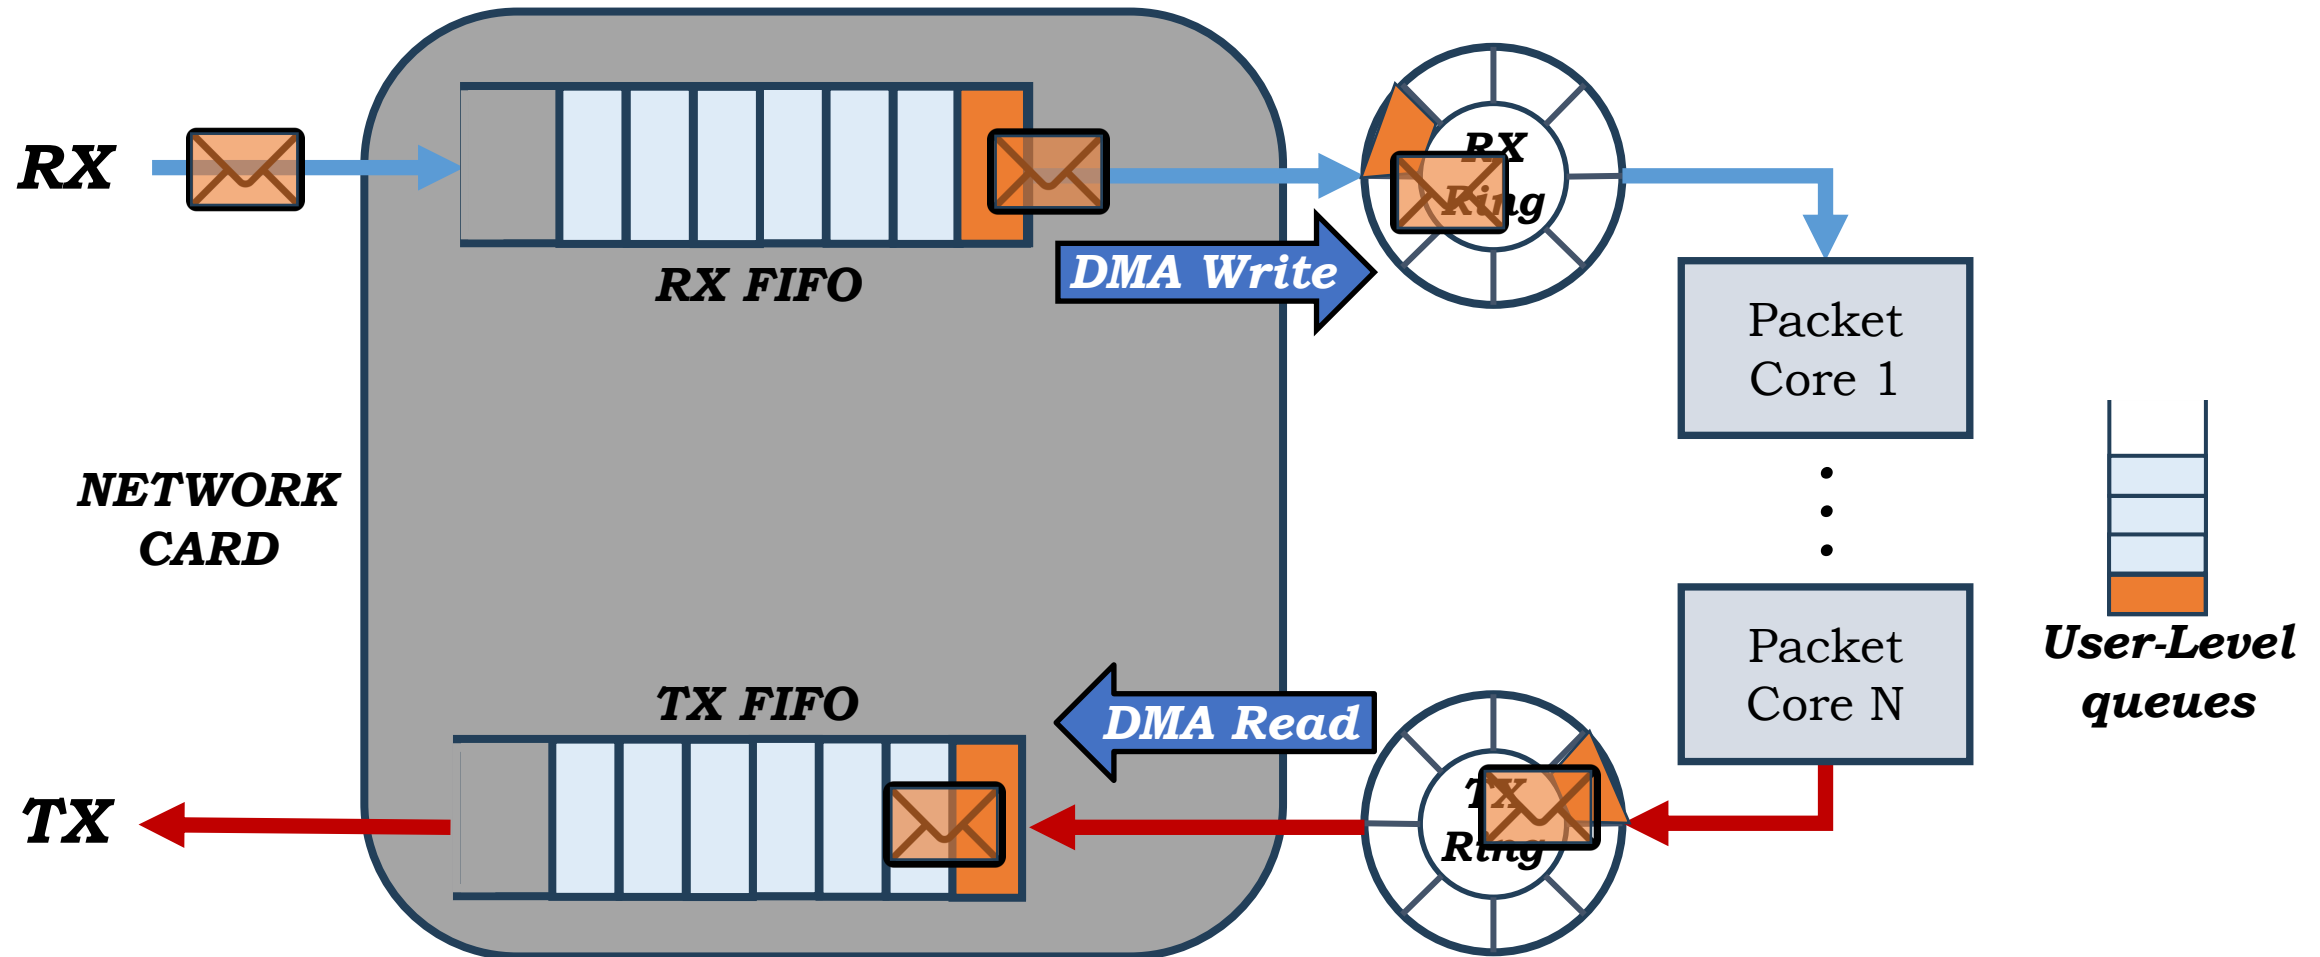 RX
RX FIFO
DMA Write
RX
Ring
Packet
Core 1
NETWORK
CARD
User-Level
queues
Packet
Core N
TX FIFO
DMA Read
TX
TX
Ring